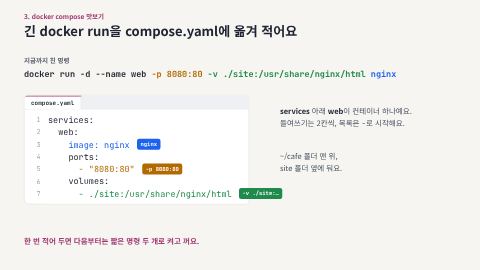 3. docker compose 맛보기
긴 docker run을 compose.yaml에 옮겨 적어요
지금까지 친 명령
docker run -d --name web -p 8080:80 -v ./site:/usr/share/nginx/html nginx
compose.yaml
1 services:
2 web:
3 image: nginx nginx
4 ports:
5 - "8080:80" -p 8080:80
6 volumes:
7 - ./site:/usr/share/nginx/html -v ./site:…
services 아래 web이 컨테이너 하나예요.
들여쓰기는 2칸씩, 목록은 -로 시작해요.
~/cafe 폴더 맨 위,
site 폴더 옆에 둬요.
한 번 적어 두면 다음부터는 짧은 명령 두 개로 켜고 꺼요.